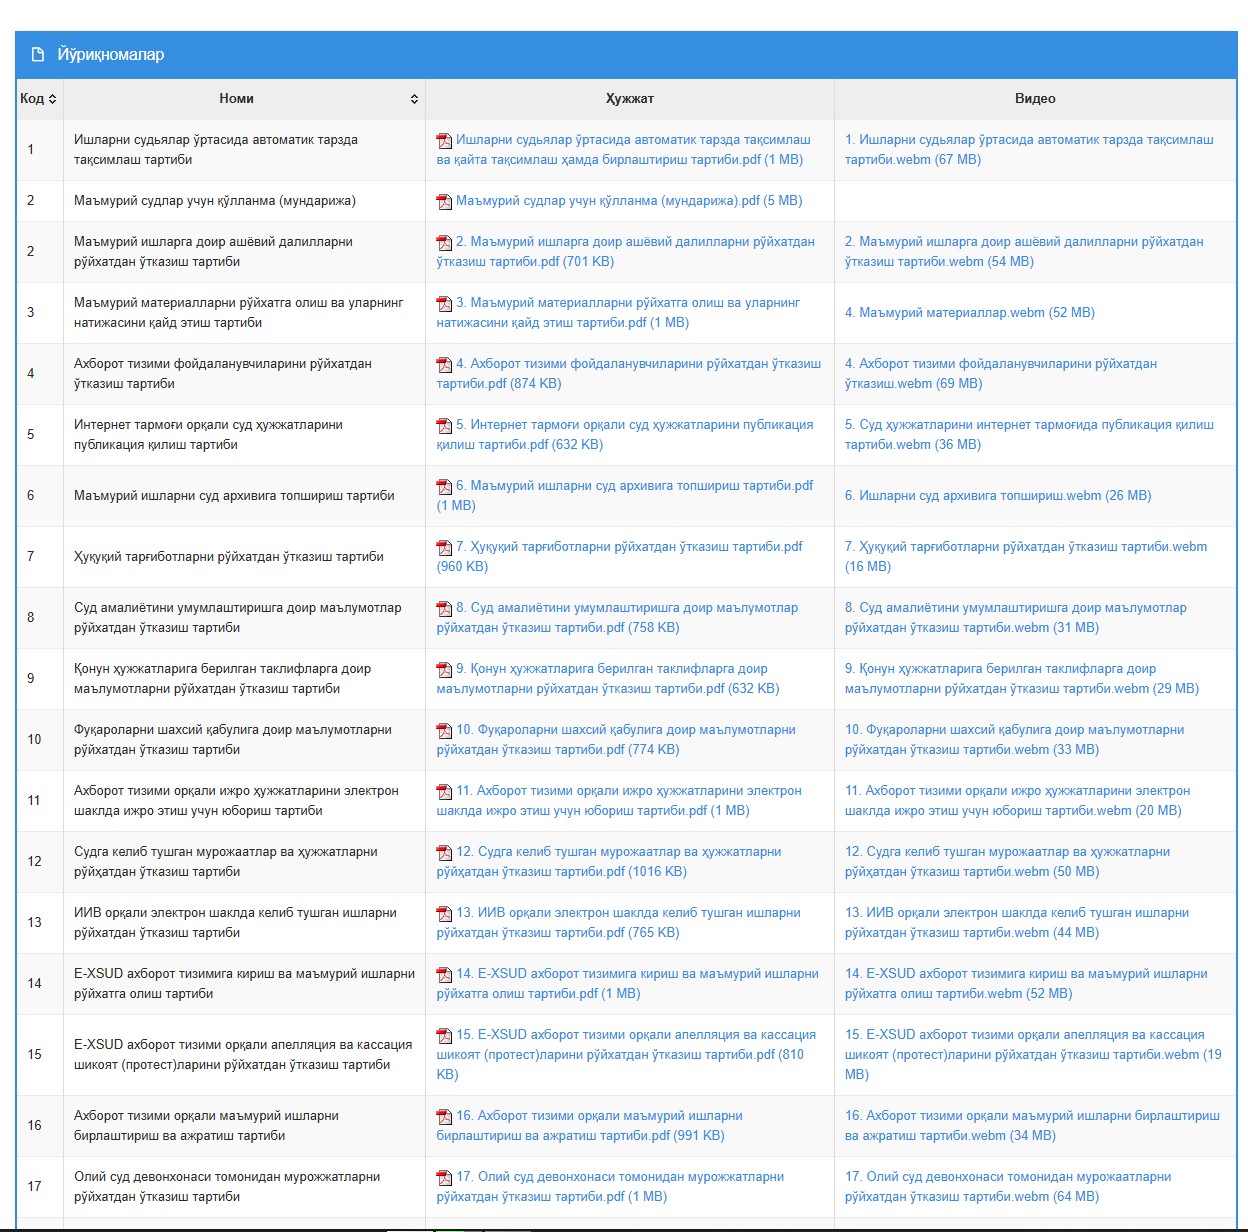 Йўриқномалар
Код
Номи
Ҳужжат
Видео
1
Ишларни судьялар ўртасида автоматик тарзда
тақсимлаш тартиби
Ишларни судьялар ўртасида автоматик тарзда тақсимлаш
ва қайта тақсимлаш ҳамда бирлаштириш тартиби.pdf (1 MB)
1. Ишларни судьялар ўртасида автоматик тарзда тақсимлаш
тартиби.webm (67 MB)
2
Маъмурий судлар учун қўлланма (мундарижа)
Маъмурий судлар учун қўлланма (мундарижа).pdf (5 MB)
2
Маъмурий ишларга доир ашёвий далилларни
рўйхатдан ўтказиш тартиби
2. Маъмурий ишларга доир ашёвий далилларни рўйхатдан
ўтказиш тартиби.pdf (701 KB)
2. Маъмурий ишларга доир ашёвий далилларни рўйхатдан
ўтказиш тартиби.webm (54 MB)
3
Маъмурий материалларни рўйхатга олиш ва уларнинг
натижасини қайд этиш тартиби
3. Маъмурий материалларни рўйхатга олиш ва уларнинг
натижасини қайд этиш тартиби.pdf (1 MB)
4. Маъмурий материаллар.webm (52 MB)
4
Ахборот тизими фойдаланувчиларини рўйхатдан
ўтказиш тартиби
4. Ахборот тизими фойдаланувчиларини рўйхатдан ўтказиш
тартиби.pdf (874 KB)
4. Ахборот тизими фойдаланувчиларини рўйхатдан
ўтказиш.webm (69 MB)
5
Интернет тармоғи орқали суд ҳужжатларини
публикация қилиш тартиби
5. Интернет тармоғи орқали суд ҳужжатларини публикация
қилиш тартиби.pdf (632 KB)
5. Суд ҳужжатларини интернет тармоғида публикация қилиш
тартиби.webm (36 MB)
6
Маъмурий ишларни суд архивига топшириш тартиби
6. Маъмурий ишларни суд архивига топшириш тартиби.pdf
(1 MB)
6. Ишларни суд архивига топшириш.webm (26 MB)
7
Ҳуқуқий тарғиботларни рўйхатдан ўтказиш тартиби
7. Ҳуқуқий тарғиботларни рўйхатдан ўтказиш тартиби.pdf
(960 KB)
7. Ҳуқуқий тарғиботларни рўйхатдан ўтказиш тартиби.webm
(16 MB)
8
Суд амалиётини умумлаштиришга доир маълумотлар
рўйхатдан ўтказиш тартиби
8. Суд амалиётини умумлаштиришга доир маълумотлар
рўйхатдан ўтказиш тартиби.pdf (758 KB)
8. Суд амалиётини умумлаштиришга доир маълумотлар
рўйхатдан ўтказиш тартиби.webm (31 MB)
9
Қонун ҳужжатларига берилган таклифларга доир
маълумотларни рўйхатдан ўтказиш тартиби
9. Қонун ҳужжатларига берилган таклифларга доир
маълумотларни рўйхатдан ўтказиш тартиби.pdf (632 KB)
9. Қонун ҳужжатларига берилган таклифларга доир
маълумотларни рўйхатдан ўтказиш тартиби.webm (29 MB)
10
Фуқароларни шахсий қабулига доир маълумотларни
рўйхатдан ўтказиш тартиби
10. Фуқароларни шахсий қабулига доир маълумотларни
рўйхатдан ўтказиш тартиби.pdf (774 KB)
10. Фуқароларни шахсий қабулига доир маълумотларни
рўйхатдан ўтказиш тартиби.webm (33 MB)
11
Ахборот тизими орқали ижро ҳужжатларини электрон
шаклда ижро этиш учун юбориш тартиби
11. Ахборот тизими орқали ижро ҳужжатларини электрон
шаклда ижро этиш учун юбориш тартиби.pdf (1 MB)
11. Ахборот тизими орқали ижро ҳужжатларини электрон
шаклда ижро этиш учун юбориш тартиби.webm (20 MB)
12
Судга келиб тушган мурожаатлар ва ҳужжатларни
рўйҳатдан ўтказиш тартиби
12. Судга келиб тушган мурожаатлар ва ҳужжатларни
рўйҳатдан ўтказиш тартиби.pdf (1016 KB)
12. Судга келиб тушган мурожаатлар ва ҳужжатларни
рўйҳатдан ўтказиш тартиби.webm (50 MB)
13
ИИВ орқали электрон шаклда келиб тушган ишларни
рўйхатдан ўтказиш тартиби
13. ИИВ орқали электрон шаклда келиб тушган ишларни
рўйхатдан ўтказиш тартиби.pdf (765 KB)
13. ИИВ орқали электрон шаклда келиб тушган ишларни
рўйхатдан ўтказиш тартиби.webm (44 MB)
14
E-XSUD ахборот тизимига кириш ва маъмурий ишларни
рўйхатга олиш тартиби
14. E-XSUD ахборот тизимига кириш ва маъмурий ишларни
рўйхатга олиш тартиби.pdf (1 MB)
14. E-XSUD ахборот тизимига кириш ва маъмурий ишларни
рўйхатга олиш тартиби.webm (52 MB)
15
E-XSUD ахборот тизими орқали апелляция ва кассация
шикоят (протест)ларини рўйхатдан ўтказиш тартиби
15. E-XSUD ахборот тизими орқали апелляция ва кассация
шикоят (протест)ларини рўйхатдан ўтказиш тартиби.pdf (810
KB)
15. E-XSUD ахборот тизими орқали апелляция ва кассация
шикоят (протест)ларини рўйхатдан ўтказиш тартиби.webm (19
MB)
16
Ахборот тизими орқали маъмурий ишларни
бирлаштириш ва ажратиш тартиби
16. Ахборот тизими орқали маъмурий ишларни
бирлаштириш ва ажратиш тартиби.pdf (991 KB)
16. Ахборот тизими орқали маъмурий ишларни бирлаштириш
ва ажратиш тартиби.webm (34 MB)
17
Олий суд девонхонаси томонидан мурожжатларни
рўйхатдан ўтказиш тартиби
17. Олий суд девонхонаси томонидан мурожжатларни
рўйхатдан ўтказиш тартиби.pdf (1 MB)
17. Олий суд девонхонаси томонидан мурожаатларни
рўйхатдан ўтказиш тартиби.webm (64 MB)